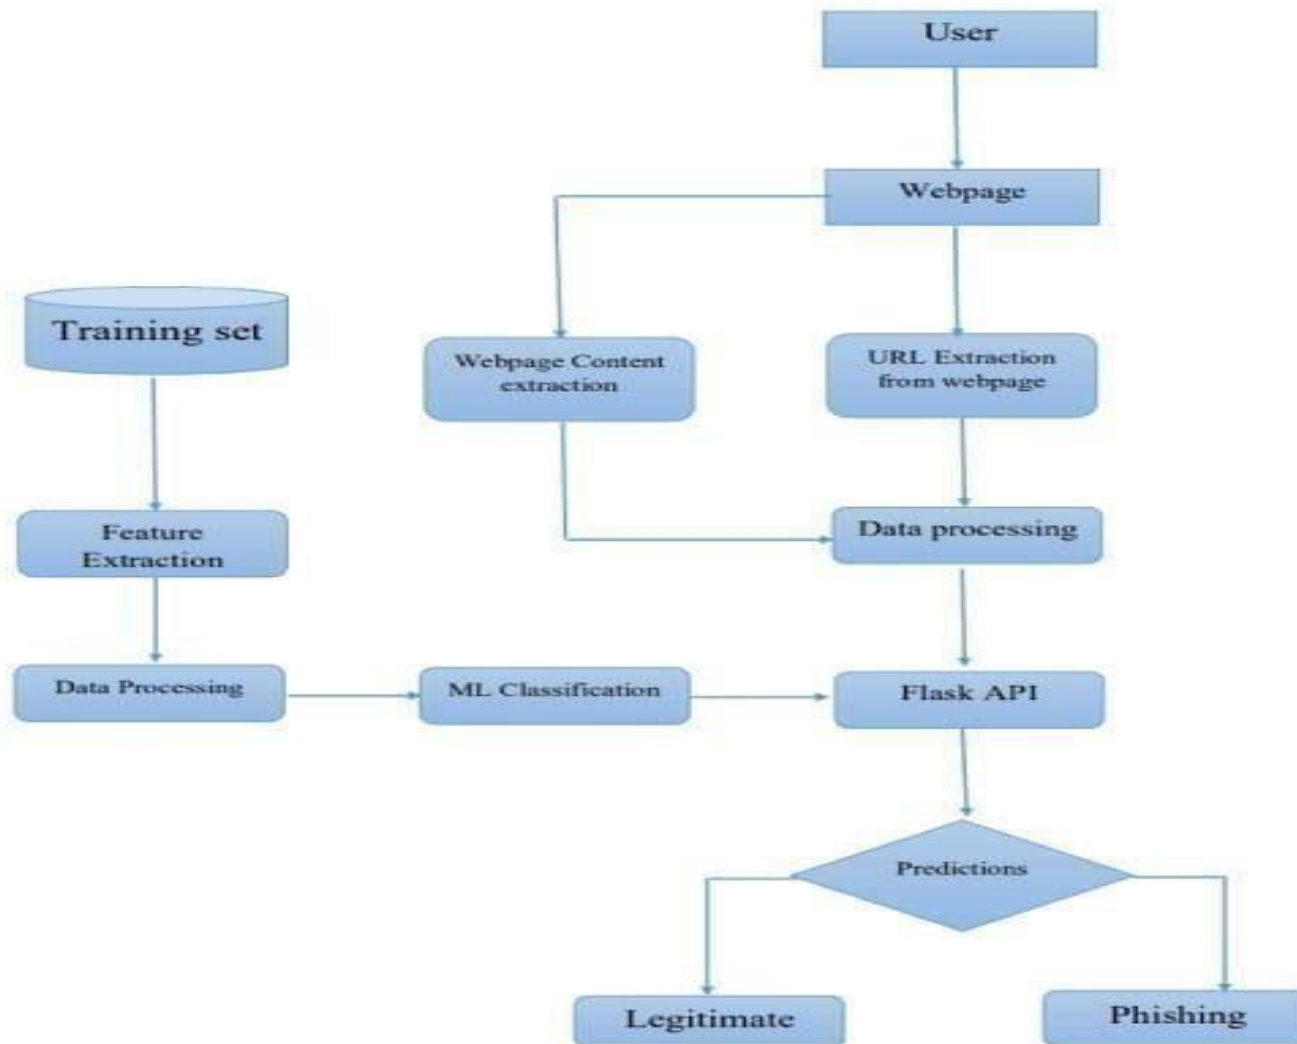 User
Webpage
Training set
Webpage Content
extraction
URL Extraction
from webpage
Feature
Extraction
Data processing
Data Processing
ML Classification
Flask API
Predictions
Legitimate
Phishing